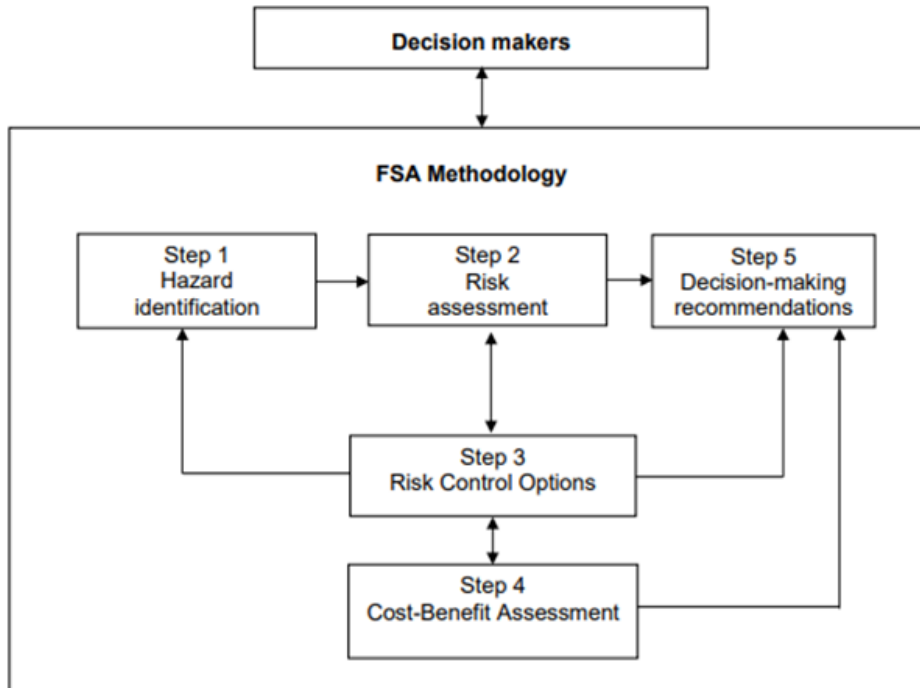 Decision makers
FSA Methodology
Step 1
Hazard
identification
Step 2
Risk
assessment
Step 5
Decision-making
recommendations
Step 3
Risk Control Options
Step 4
Cost-Benefit Assessment